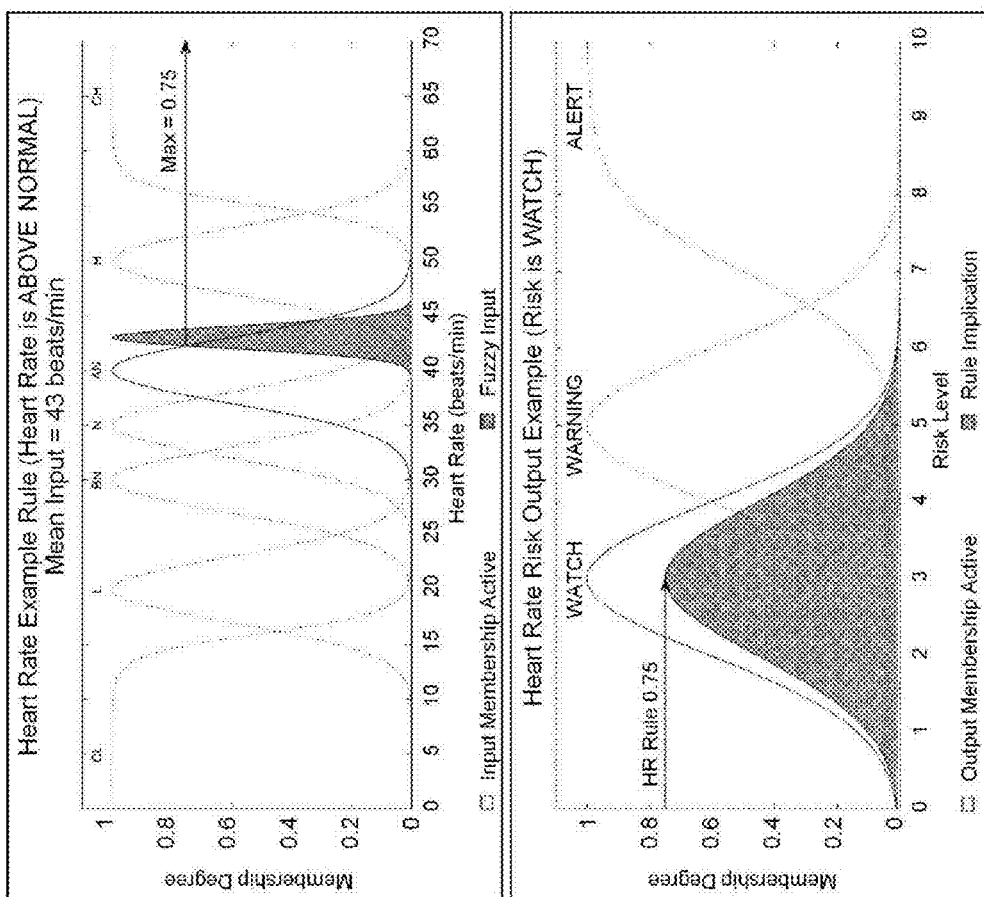 Heart Rate Example Rule (Heart Rate is ABOVE NORMAL)
Mean Input = 43 beats/min
Membership Degree
1
0.8
0.6
0.4
0.2
0
CL
L
BN
N
AN
H
CH
Max = 0.75
0 5 10 15 20 25 30 35 40 45 50 55 60 65 70
Heart Rate (beats/min)
Input Membership Active
Fuzzy Input
Heart Rate Risk Output Example (Risk is WATCH)
Membership Degree
1
0.8
0.6
0.4
0.2
0
WATCH
WARNING
ALERT
HR Rule 0.75
0 1 2 3 4 5 6 7 8 9 10
Risk Level
Output Membership Active
Rule Implication